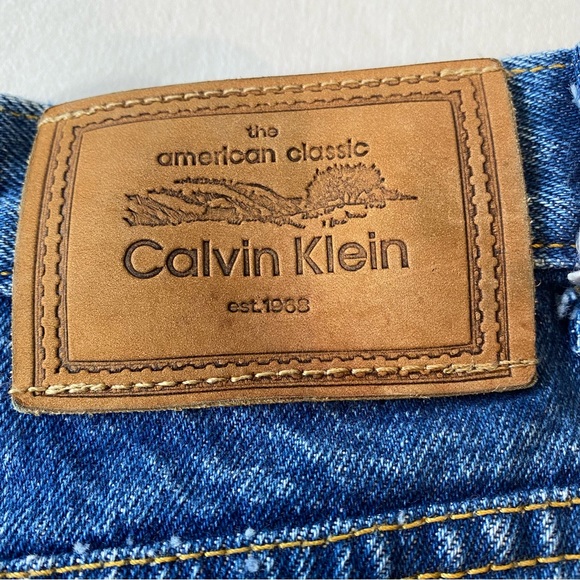 the
american classic
Calvin Klein
est.1968